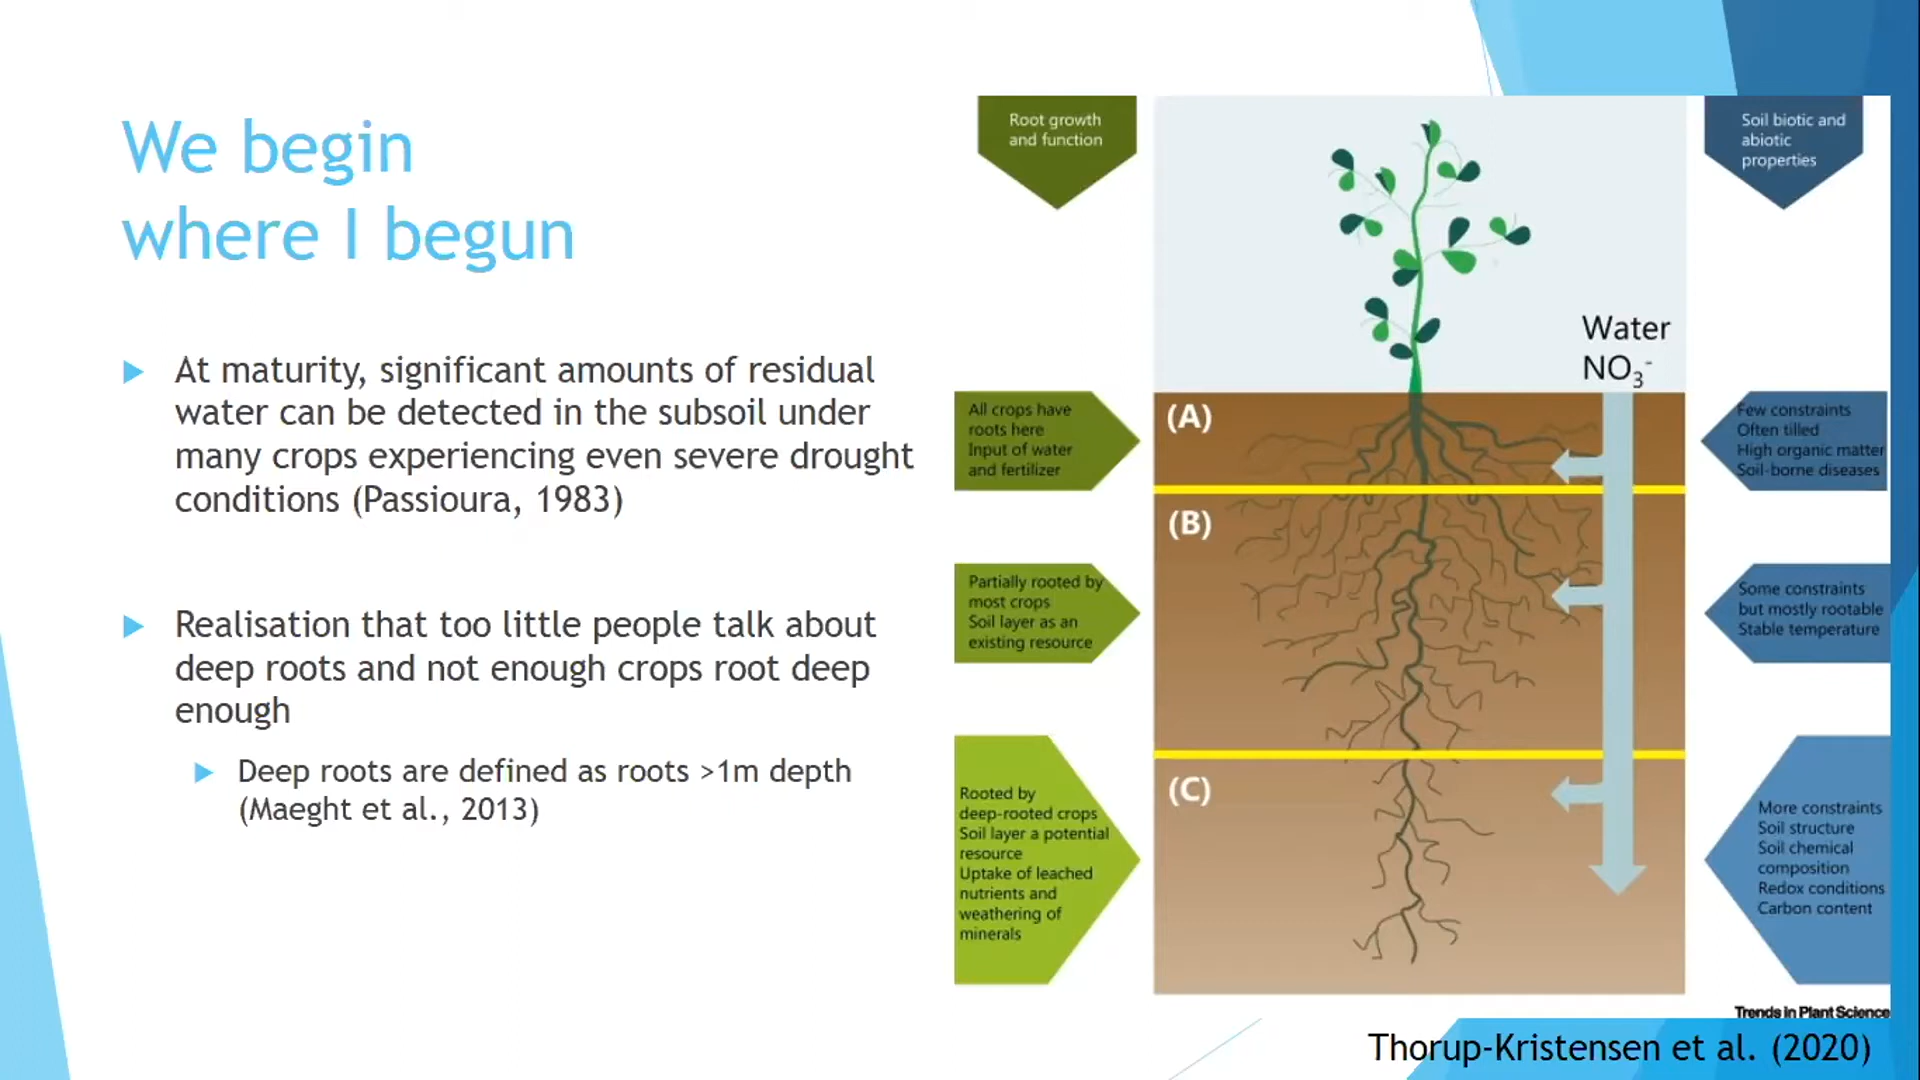 We begin
where I begun
At maturity, significant amounts of residual
water can be detected in the subsoil under
many crops experiencing even severe drought
conditions (Passioura, 1983)
Realisation that too little people talk about
deep roots and not enough crops root deep
enough
Deep roots are defined as roots >1m depth
(Maeght et al., 2013)
Root growth
and function
Soil biotic and
abiotic
properties
Water
NO₃⁻
All crops have
roots here
Input of water
and fertilizer
(A)
Few constraints
Often tilled
High organic matter
Soil-borne diseases
(B)
Partially rooted by
most crops
Soil layer as an
existing resource
Some constraints
but mostly rootable
Stable temperature
(C)
Rooted by
deep-rooted crops
Soil layer a potential
resource
Uptake of leached
nutrients and
weathering of
minerals
More constraints
Soil structure
Soil chemical
composition
Redox conditions
Carbon content
Trends in Plant Science
Thorup-Kristensen et al. (2020)